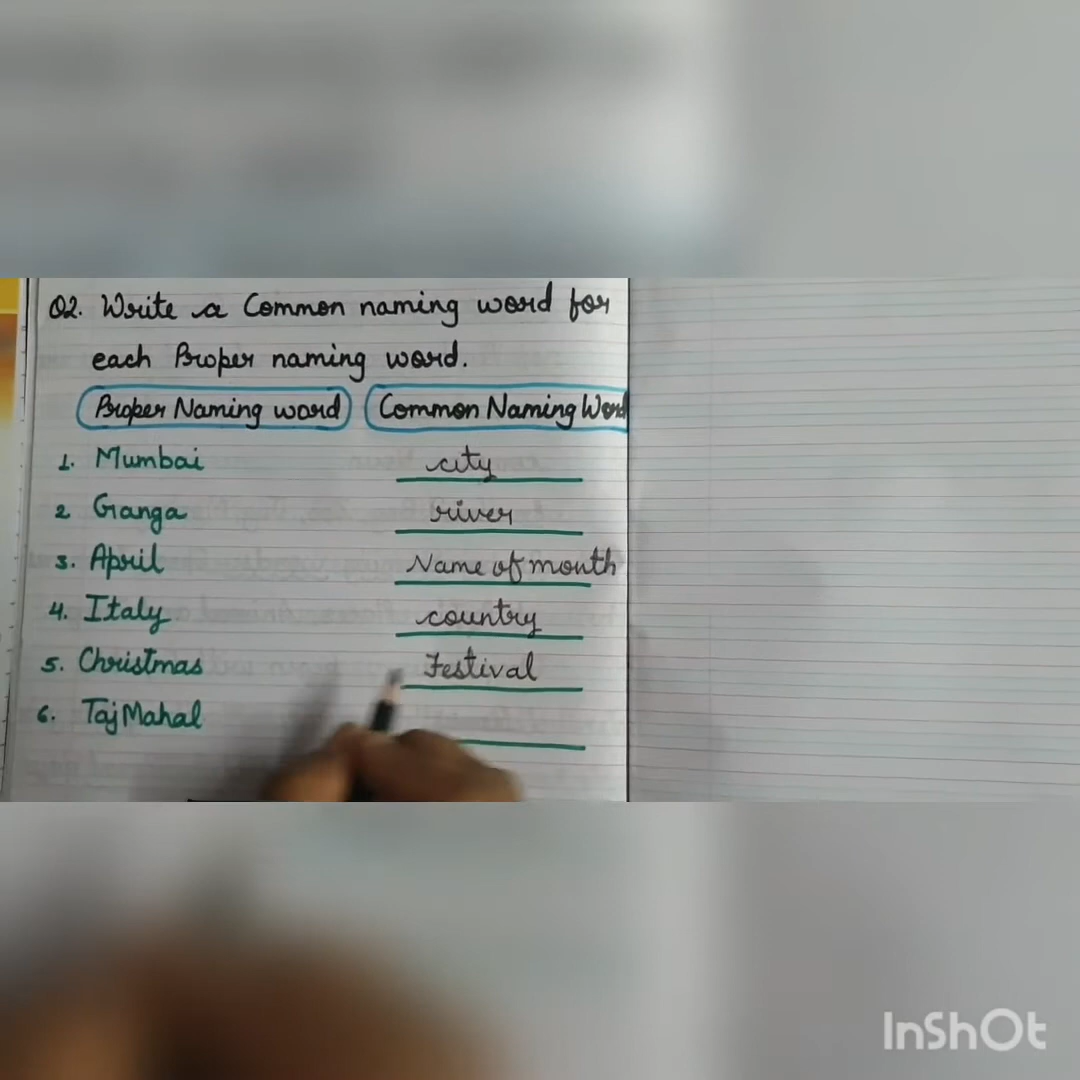 Q2. Write a Common naming word for
each Proper naming word.
Proper Naming word Common Naming Word
1. Mumbai city
2 Ganga river
3. April Name of month
4. Italy country
5. Christmas Festival
6. Taj Mahal
InShOt